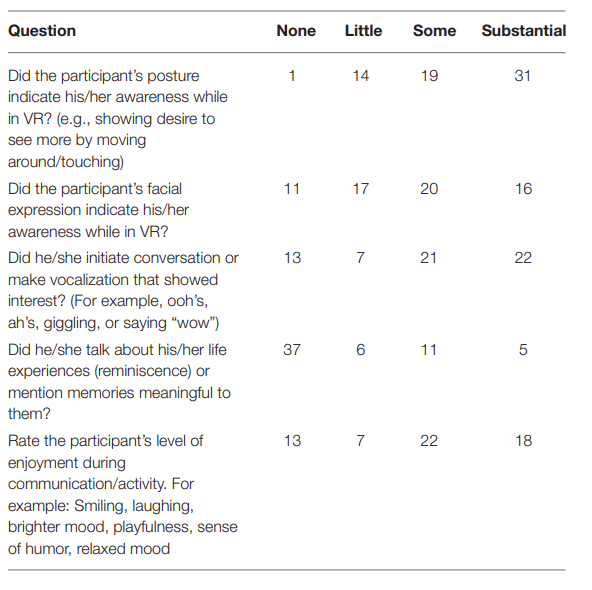 Question None Little Some Substantial
Did the participant’s posture 1 14 19 31
indicate his/her awareness while
in VR? (e.g., showing desire to
see more by moving
around/touching)
Did the participant’s facial 11 17 20 16
expression indicate his/her
awareness while in VR?
Did he/she initiate conversation or 13 7 21 22
make vocalization that showed
interest? (For example, ooh’s,
ah’s, giggling, or saying “wow”)
Did he/she talk about his/her life 37 6 11 5
experiences (reminiscence) or
mention memories meaningful to
them?
Rate the participant’s level of 13 7 22 18
enjoyment during
communication/activity. For
example: Smiling, laughing,
brighter mood, playfulness, sense
of humor, relaxed mood